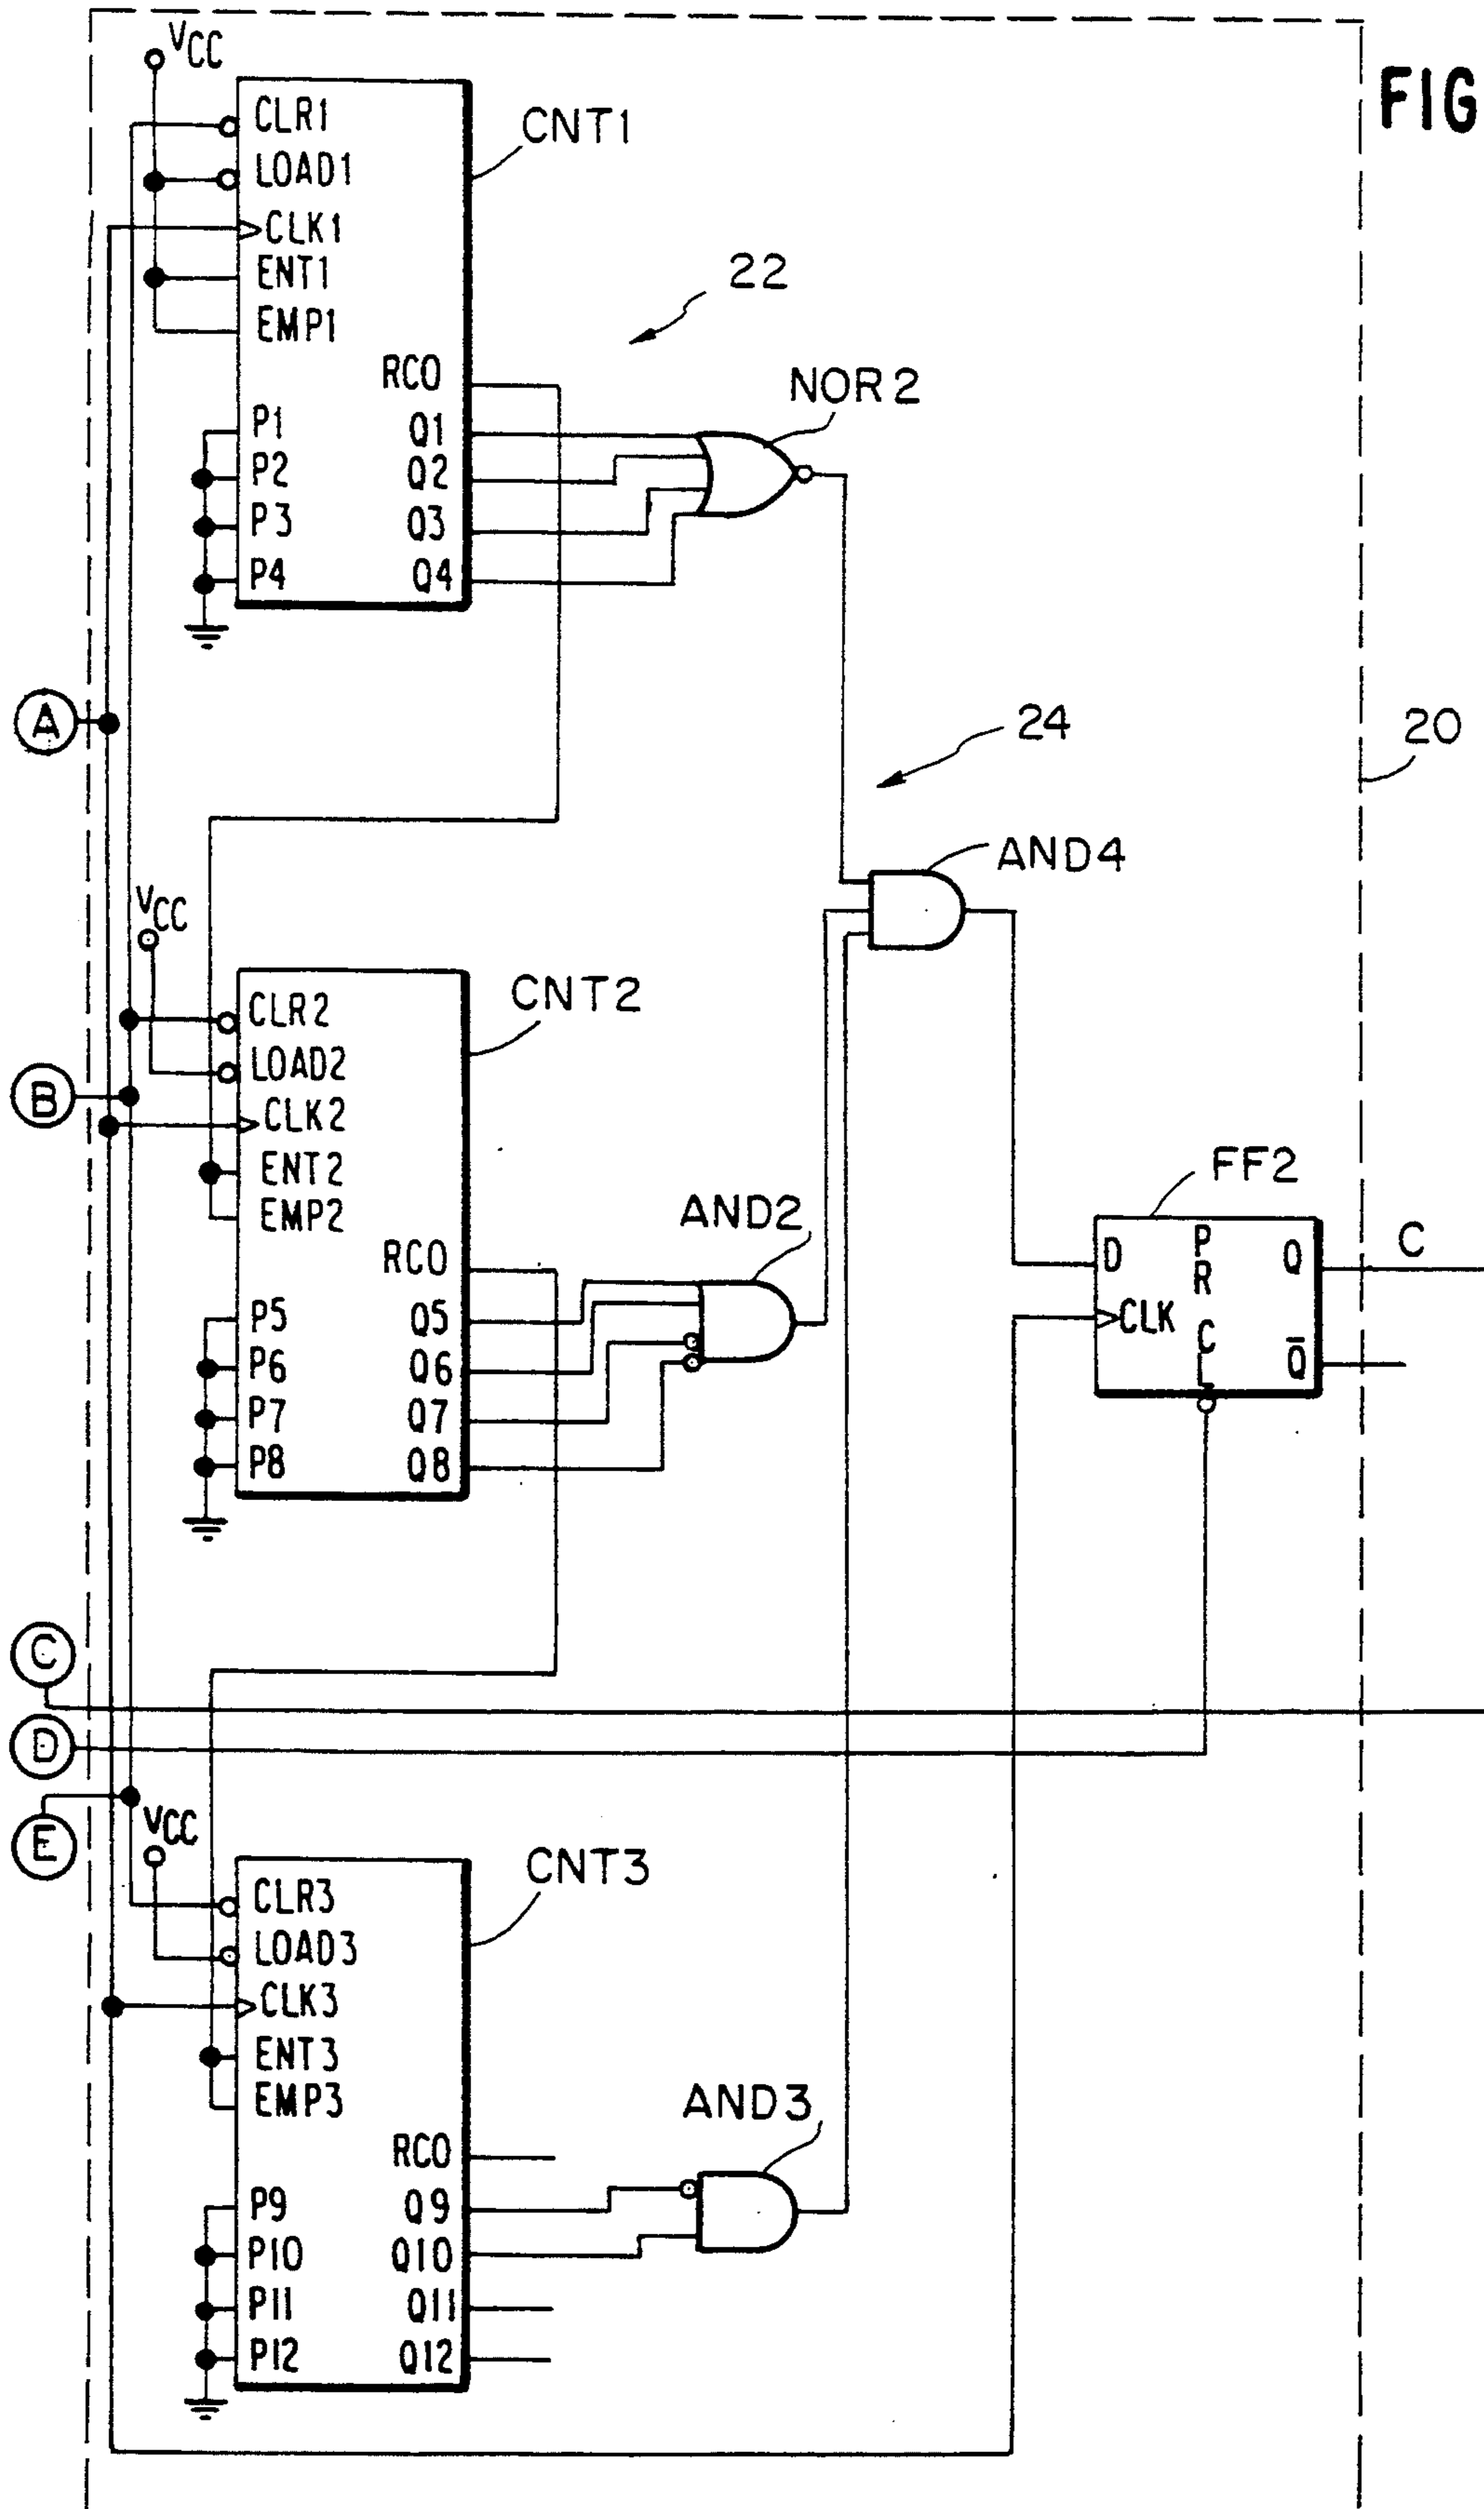 VCC
FIG
CLR1
CNT1
LOAD1
CLK1
ENT1
22
EMP1
RCO
NOR2
P1 Q1
P2 Q2
P3 Q3
P4 Q4
A
24
20
AND4
VCC
CNT2
CLR2
LOAD2
B
CLK2
ENT2
FF2
EMP2
AND2
RCO
D PR Q C
P5 Q5
CLK CL Q̅
P6 Q6
P7 Q7
P8 Q8
C
D
E
VCC
CNT3
CLR3
LOAD3
CLK3
ENT3
EMP3
AND3
RCO
P9 Q9
P10 Q10
P11 Q11
P12 Q12